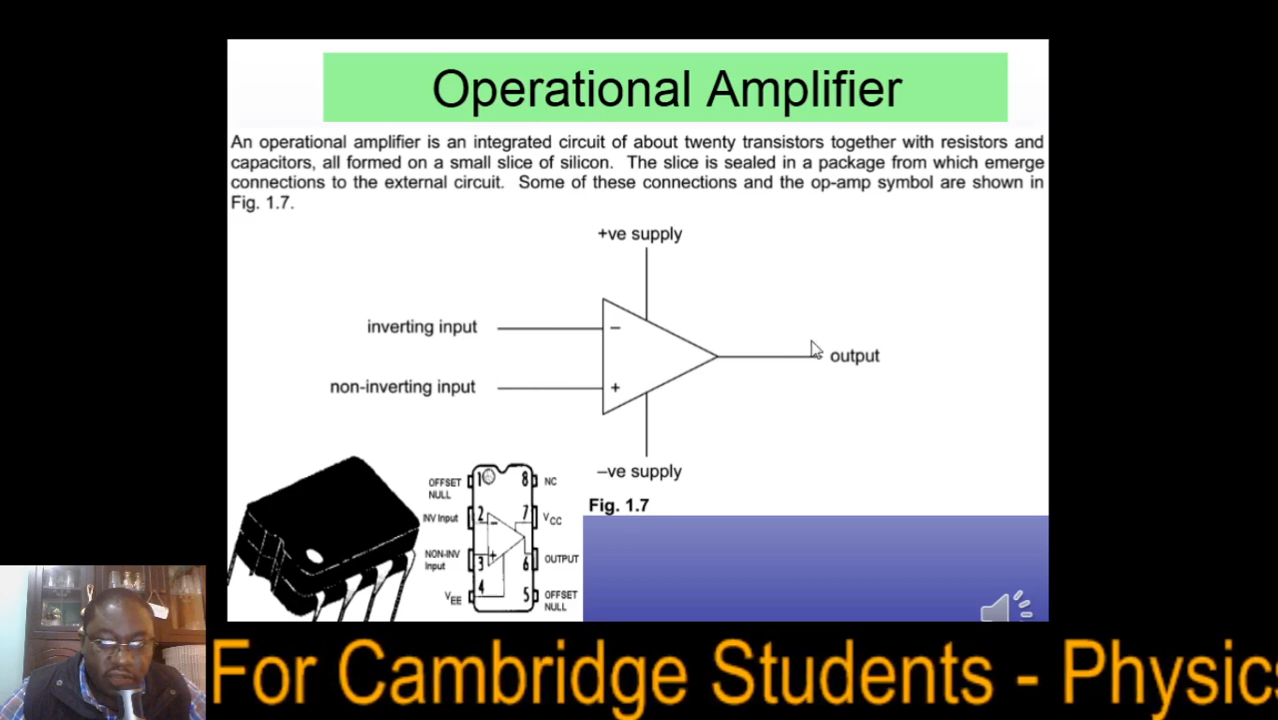 Operational Amplifier
An operational amplifier is an integrated circuit of about twenty transistors together with resistors and
capacitors, all formed on a small slice of silicon. The slice is sealed in a package from which emerge
connections to the external circuit. Some of these connections and the op-amp symbol are shown in
Fig. 1.7.
+ve supply
inverting input
−
non-inverting input
+
output
–ve supply
Fig. 1.7
OFFSET
NULL
1
8
NC
INV Input
2
−
7
VCC
NON-INV
Input
3
+
6
OUTPUT
VEE
4
5
OFFSET
NULL
For Cambridge Students - Physics